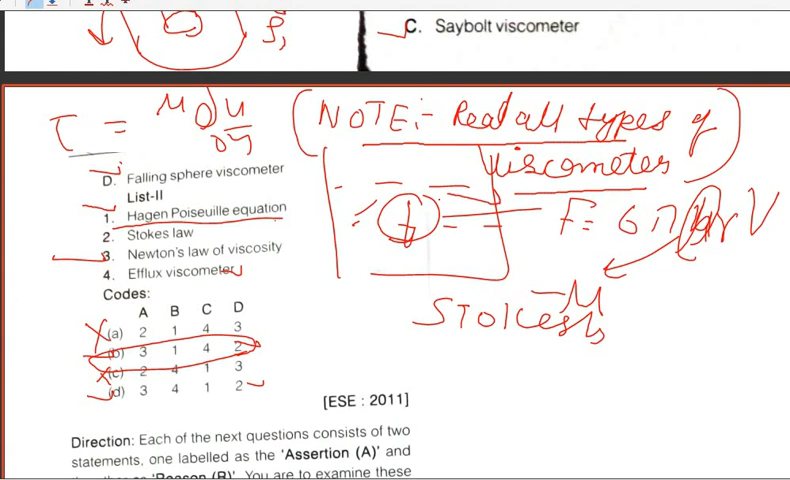 C. Saybolt viscometer
τ = μ du/dy
(NOTE:- Read all types of
viscometer)
D. Falling sphere viscometer
List-II
1. Hagen Poiseuille equation
2. Stokes law
3. Newton's law of viscosity
4. Efflux viscometer
F = 6π μ r V
μ
Codes:
A B C D
(a) 2 1 4 3
(b) 3 1 4 2
(c) 2 4 1 3
(d) 3 4 1 2
[ESE : 2011]
Direction: Each of the next questions consists of two
statements, one labelled as the 'Assertion (A)' and
'Reason (R)'. You are to examine these